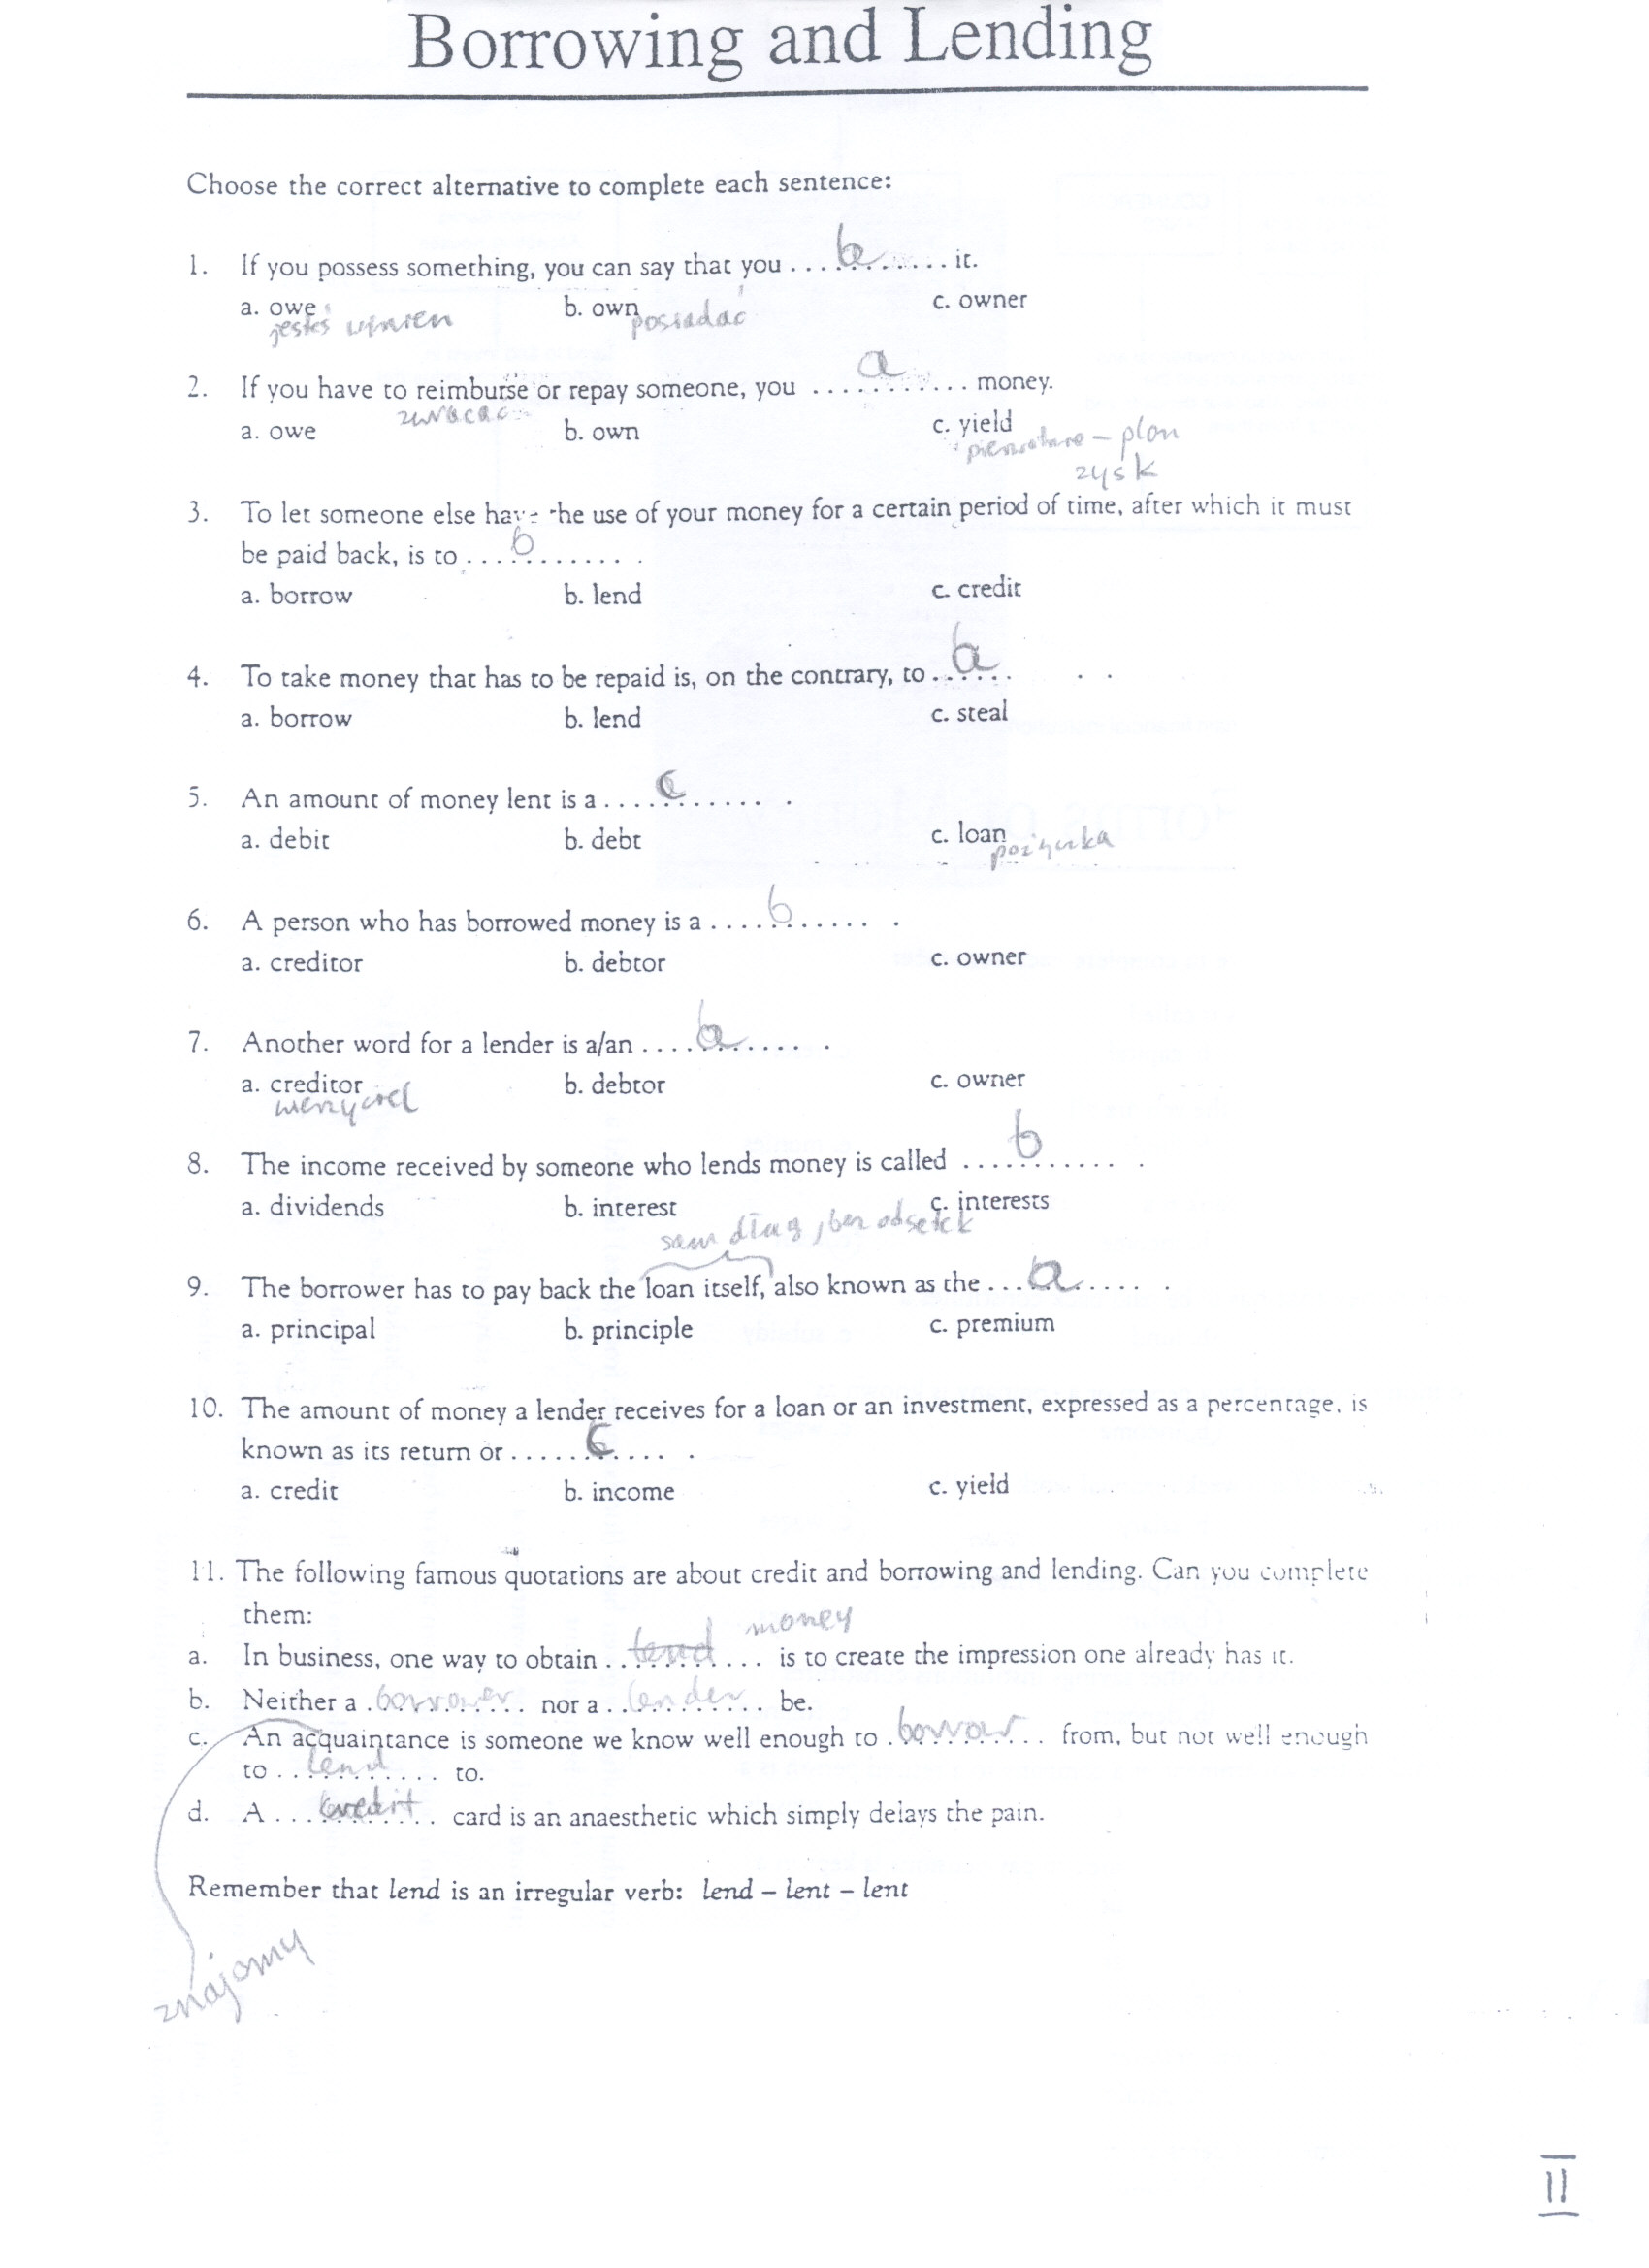 Borrowing and Lending
Choose the correct alternative to complete each sentence:
1. If you possess something, you can say that you ....b....... it.
a. owe b. own c. owner
jesteś winien posiadać
2. If you have to reimburse or repay someone, you ....a....... money.
zwracać
a. owe b. own c. yield
pierwotne – plon
zysk
3. To let someone else have the use of your money for a certain period of time, after which it must
be paid back, is to ...b........ .
a. borrow b. lend c. credit
4. To take money that has to be repaid is, on the contrary, to ..a.... . .
a. borrow b. lend c. steal
5. An amount of money lent is a ....c...... .
a. debit b. debt c. loan
pożyczka
6. A person who has borrowed money is a ....b...... .
a. creditor b. debtor c. owner
7. Another word for a lender is a/an ....a...... .
a. creditor b. debtor c. owner
wierzyciel
8. The income received by someone who lends money is called ....b...... .
a. dividends b. interest c. interests
sam dług, bez odsetek
9. The borrower has to pay back the loan itself, also known as the ...a....... .
a. principal b. principle c. premium
10. The amount of money a lender receives for a loan or an investment, expressed as a percentage, is
known as its return or .....c..... .
a. credit b. income c. yield
11. The following famous quotations are about credit and borrowing and lending. Can you complete
them:
money
a. In business, one way to obtain ..lend.... is to create the impression one already has it.
b. Neither a .borrower. nor a ..lender.. be.
c. An acquaintance is someone we know well enough to .borrow... from, but not well enough
to ..lend.... to.
d. A ...credit.. card is an anaesthetic which simply delays the pain.
Remember that lend is an irregular verb: lend – lent – lent
znajomy
11